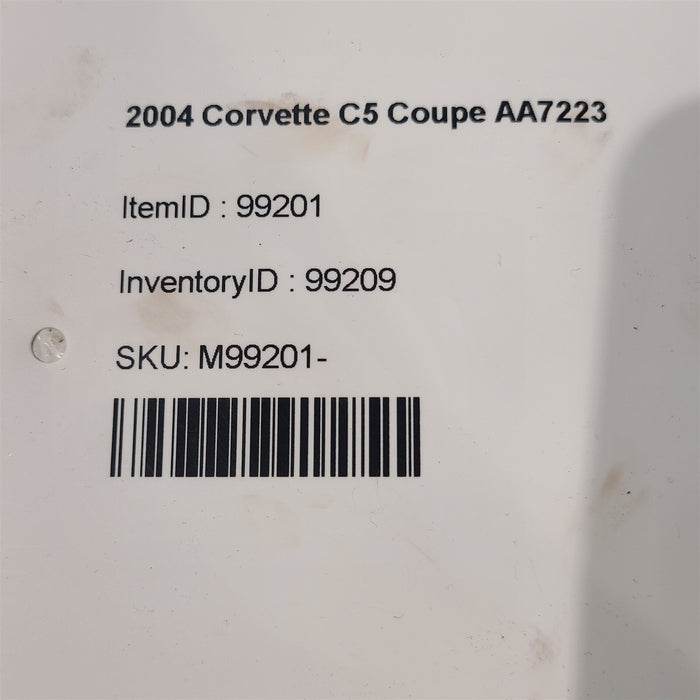 2004 Corvette C5 Coupe AA7223
ItemID : 99201
InventoryID : 99209
SKU: M99201-